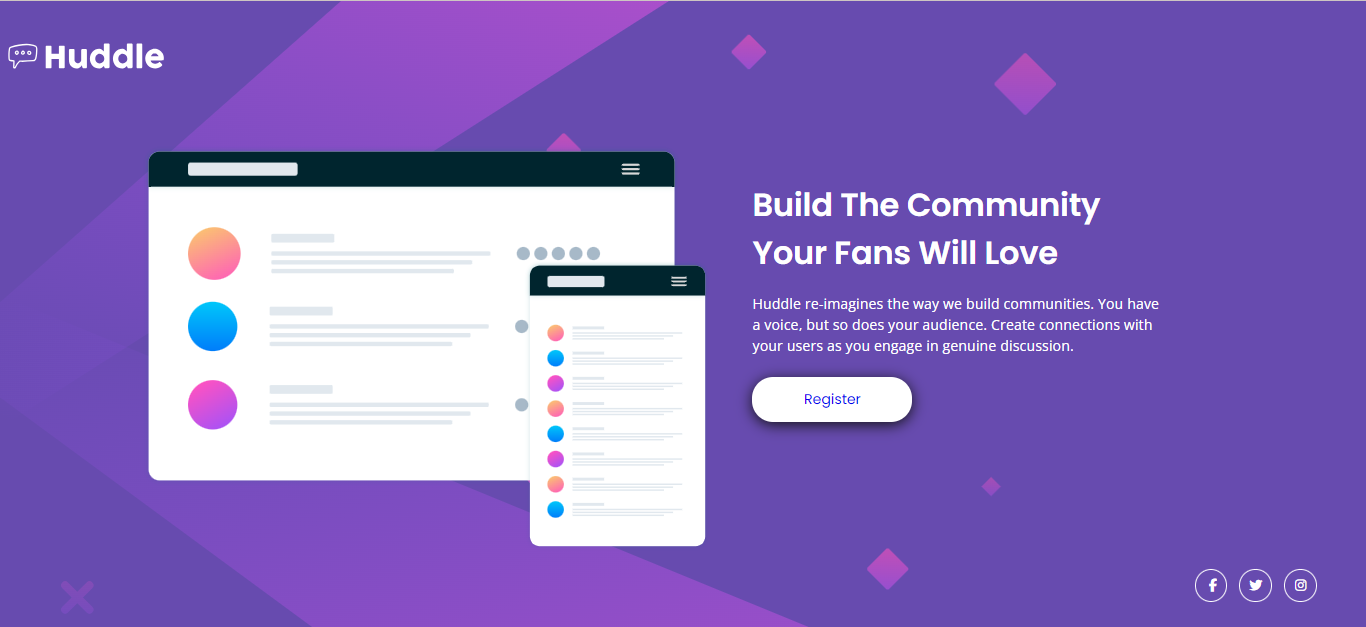 Huddle
Build The Community
Your Fans Will Love
Huddle re-imagines the way we build communities. You have
a voice, but so does your audience. Create connections with
your users as you engage in genuine discussion.
Register